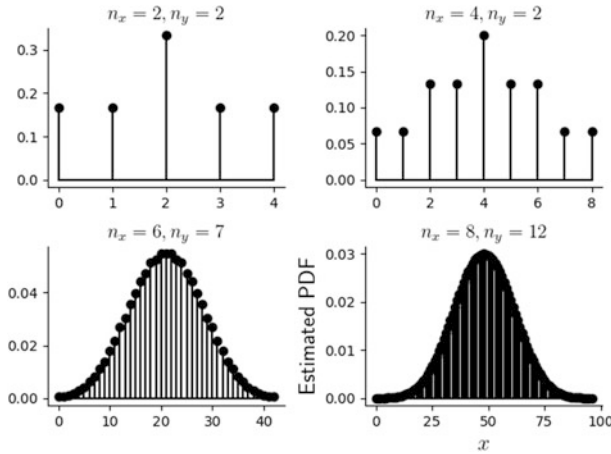 n_x = 2, n_y = 2
0.3
0.2
0.1
0.0
0 1 2 3 4
n_x = 4, n_y = 2
0.20
0.15
0.10
0.05
0.00
0 2 4 6 8
n_x = 6, n_y = 7
0.04
0.02
0.00
0 10 20 30 40
n_x = 8, n_y = 12
Estimated PDF
0.03
0.02
0.01
0.00
0 25 50 75 100
x